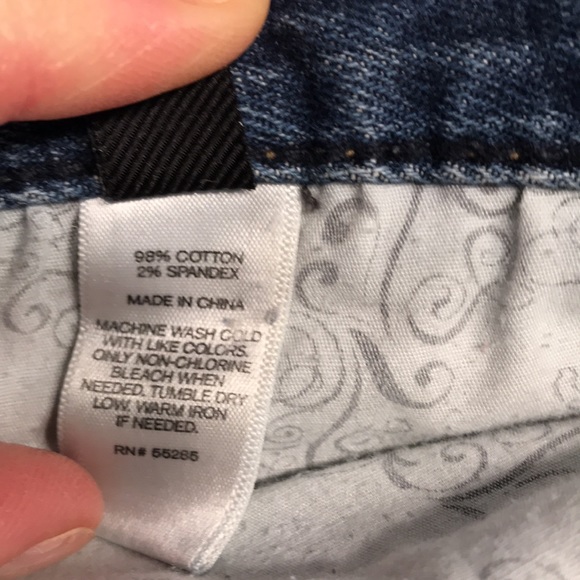 98% COTTON
2% SPANDEX
MADE IN CHINA
MACHINE WASH COLD
WITH LIKE COLORS.
ONLY NON-CHLORINE
BLEACH WHEN
NEEDED. TUMBLE DRY
LOW. WARM IRON
IF NEEDED.
RN# 55285